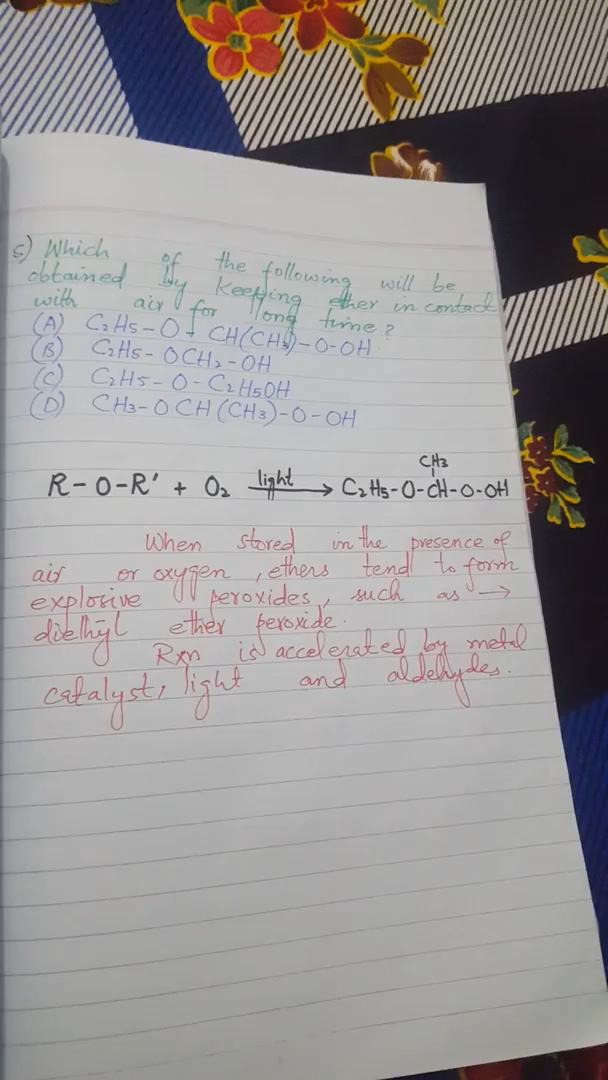 5) Which of the following will be
obtained by keeping ether in contact
with air for long time?
(A) C2H5-O-CH(CH3)-O-OH
(B) C2H5-OCH2-OH
(C) C2H5-O-C2H5OH
(D) CH3-OCH(CH3)-O-OH
CH3
R-O-R' + O2 light → C2H5-O-CH-O-OH
When stored in the presence of
air or oxygen, ethers tend to form
explosive peroxides, such as →
diethyl ether peroxide.
Rxn is accelerated by metal
catalyst, light and aldehydes.